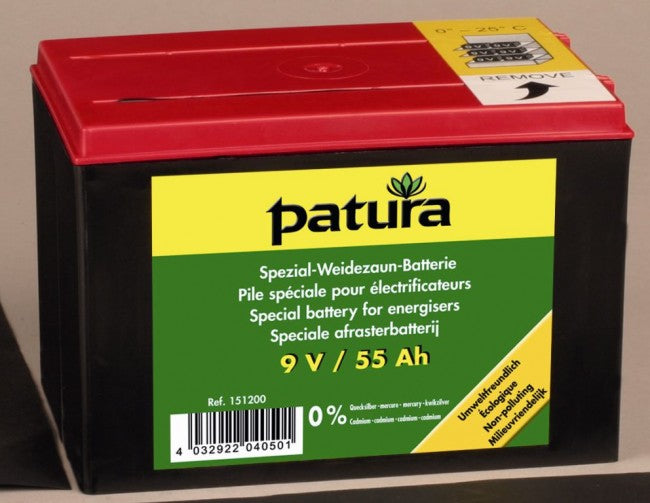 0° – 25° C
REMOVE
patura
Spezial-Weidezaun-Batterie
Pile spéciale pour électrificateurs
Special battery for energisers
Speciale afrasterbatterij
9 V / 55 Ah
Ref. 151200
4 032922 040501
0%
Quecksilber - mercure - mercury - kwikzilver
Cadmium - cadmium - cadmium - cadmium
Umweltfreundlich
Écologique
Non-polluting
Milieuvriendelijk